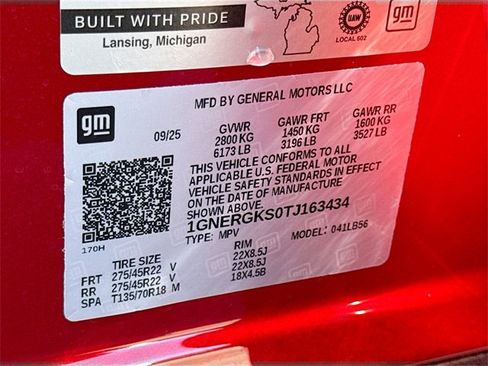 BUILT WITH PRIDE
Lansing, Michigan
UAW
LOCAL 602
gm
gm
MFD BY GENERAL MOTORS LLC
09/25
GVWR GAWR FRT GAWR RR
2800 KG 1450 KG 1600 KG
6173 LB 3196 LB 3527 LB
THIS VEHICLE CONFORMS TO ALL
APPLICABLE U.S. FEDERAL MOTOR
VEHICLE SAFETY STANDARDS IN EFFECT
ON THE DATE OF MANUFACTURE
SHOWN ABOVE.
1GNERGKS0TJ163434
TYPE: MPV MODEL: 041LB56
170H
TIRE SIZE RIM
FRT 275/45R22 V 22X8.5J
RR 275/45R22 V 22X8.5J
SPA T135/70R18 M 18X4.5B